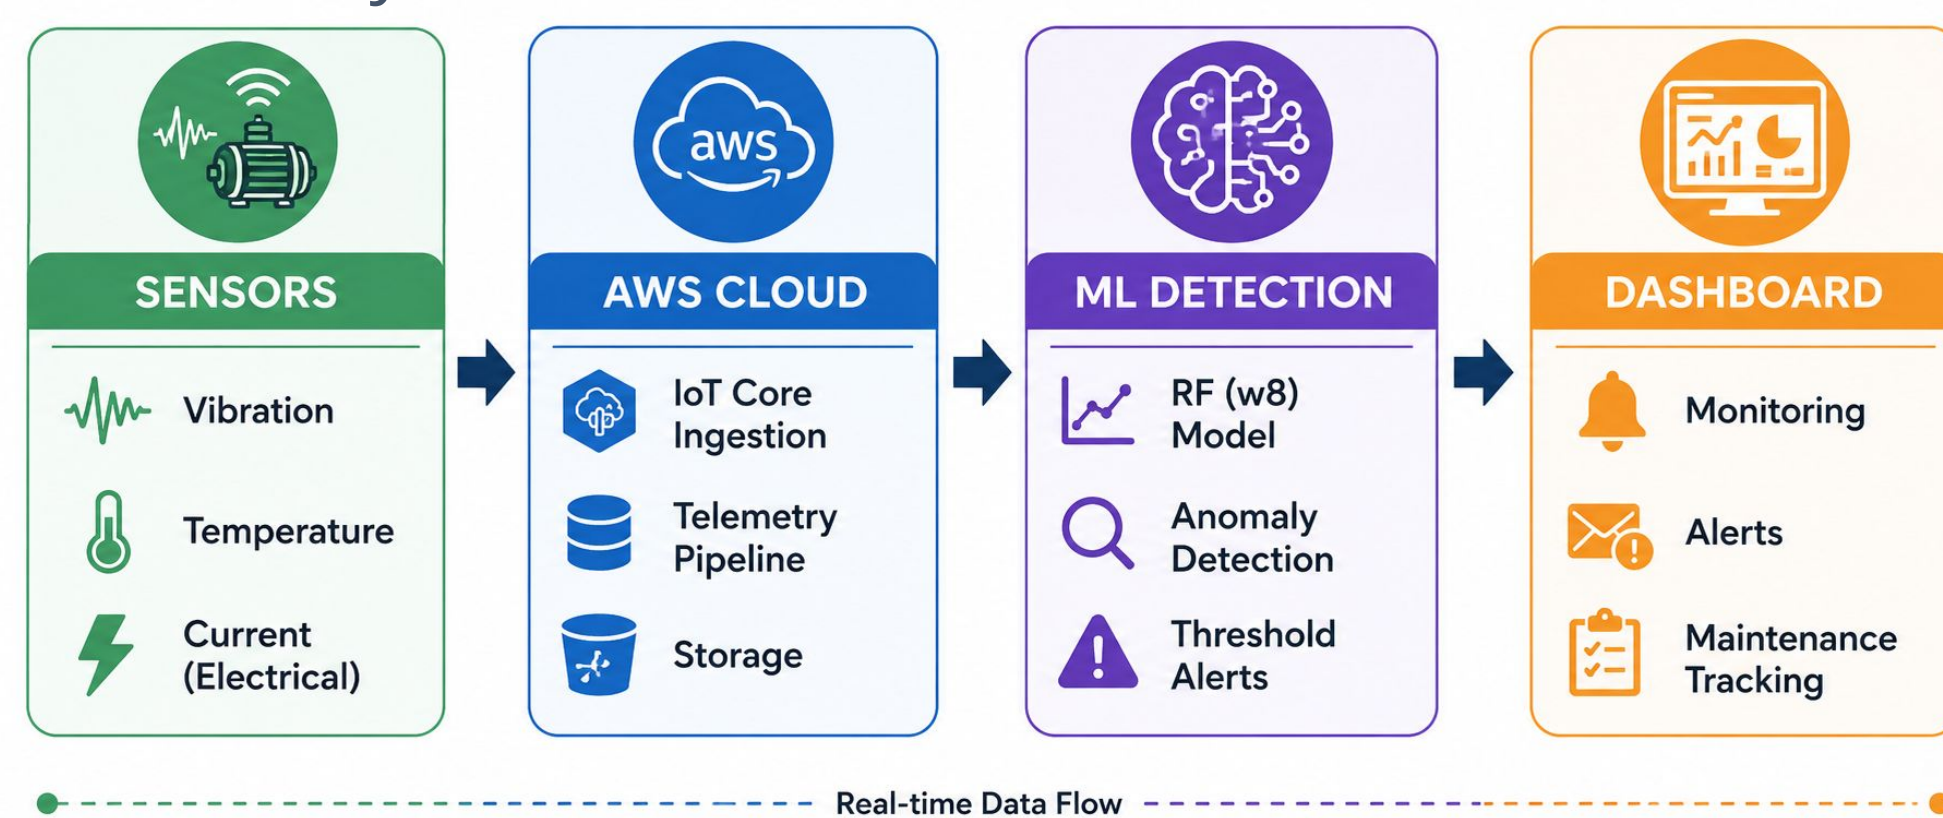 aws
SENSORS
Vibration
Temperature
Current
(Electrical)
AWS CLOUD
IoT Core
Ingestion
Telemetry
Pipeline
Storage
ML DETECTION
RF (w8)
Model
Anomaly
Detection
Threshold
Alerts
DASHBOARD
Monitoring
Alerts
Maintenance
Tracking
Real-time Data Flow